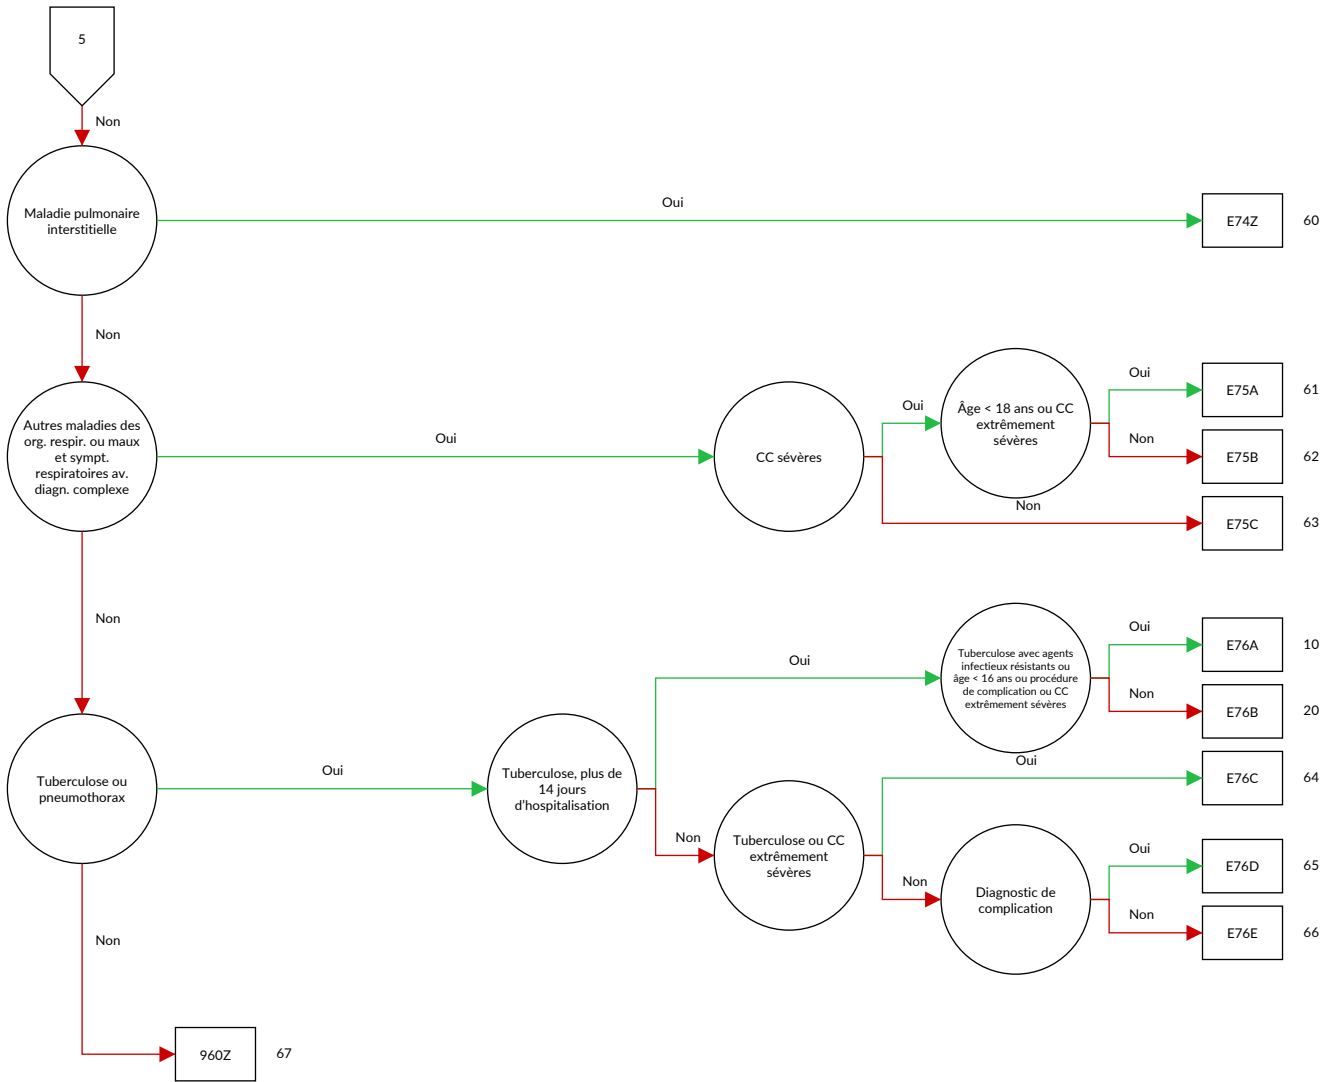 5
Non
Maladie pulmonaire
interstitielle
Oui
E74Z
60
Non
Autres maladies des
org. respir. ou maux
et sympt.
respiratoires av.
diagn. complexe
Oui
CC sévères
Oui
Âge < 18 ans ou CC
extrêmement
sévères
Oui
E75A
61
Non
E75B
62
Non
E75C
63
Non
Tuberculose ou
pneumothorax
Oui
Tuberculose, plus de
14 jours
d'hospitalisation
Oui
Tuberculose avec agents
infectieux résistants ou
âge < 16 ans ou procédure
de complication ou CC
extrêmement sévères
Oui
E76A
10
Non
E76B
20
Non
Tuberculose ou CC
extrêmement
sévères
Oui
E76C
64
Non
Diagnostic de
complication
Oui
E76D
65
Non
E76E
66
Non
960Z
67